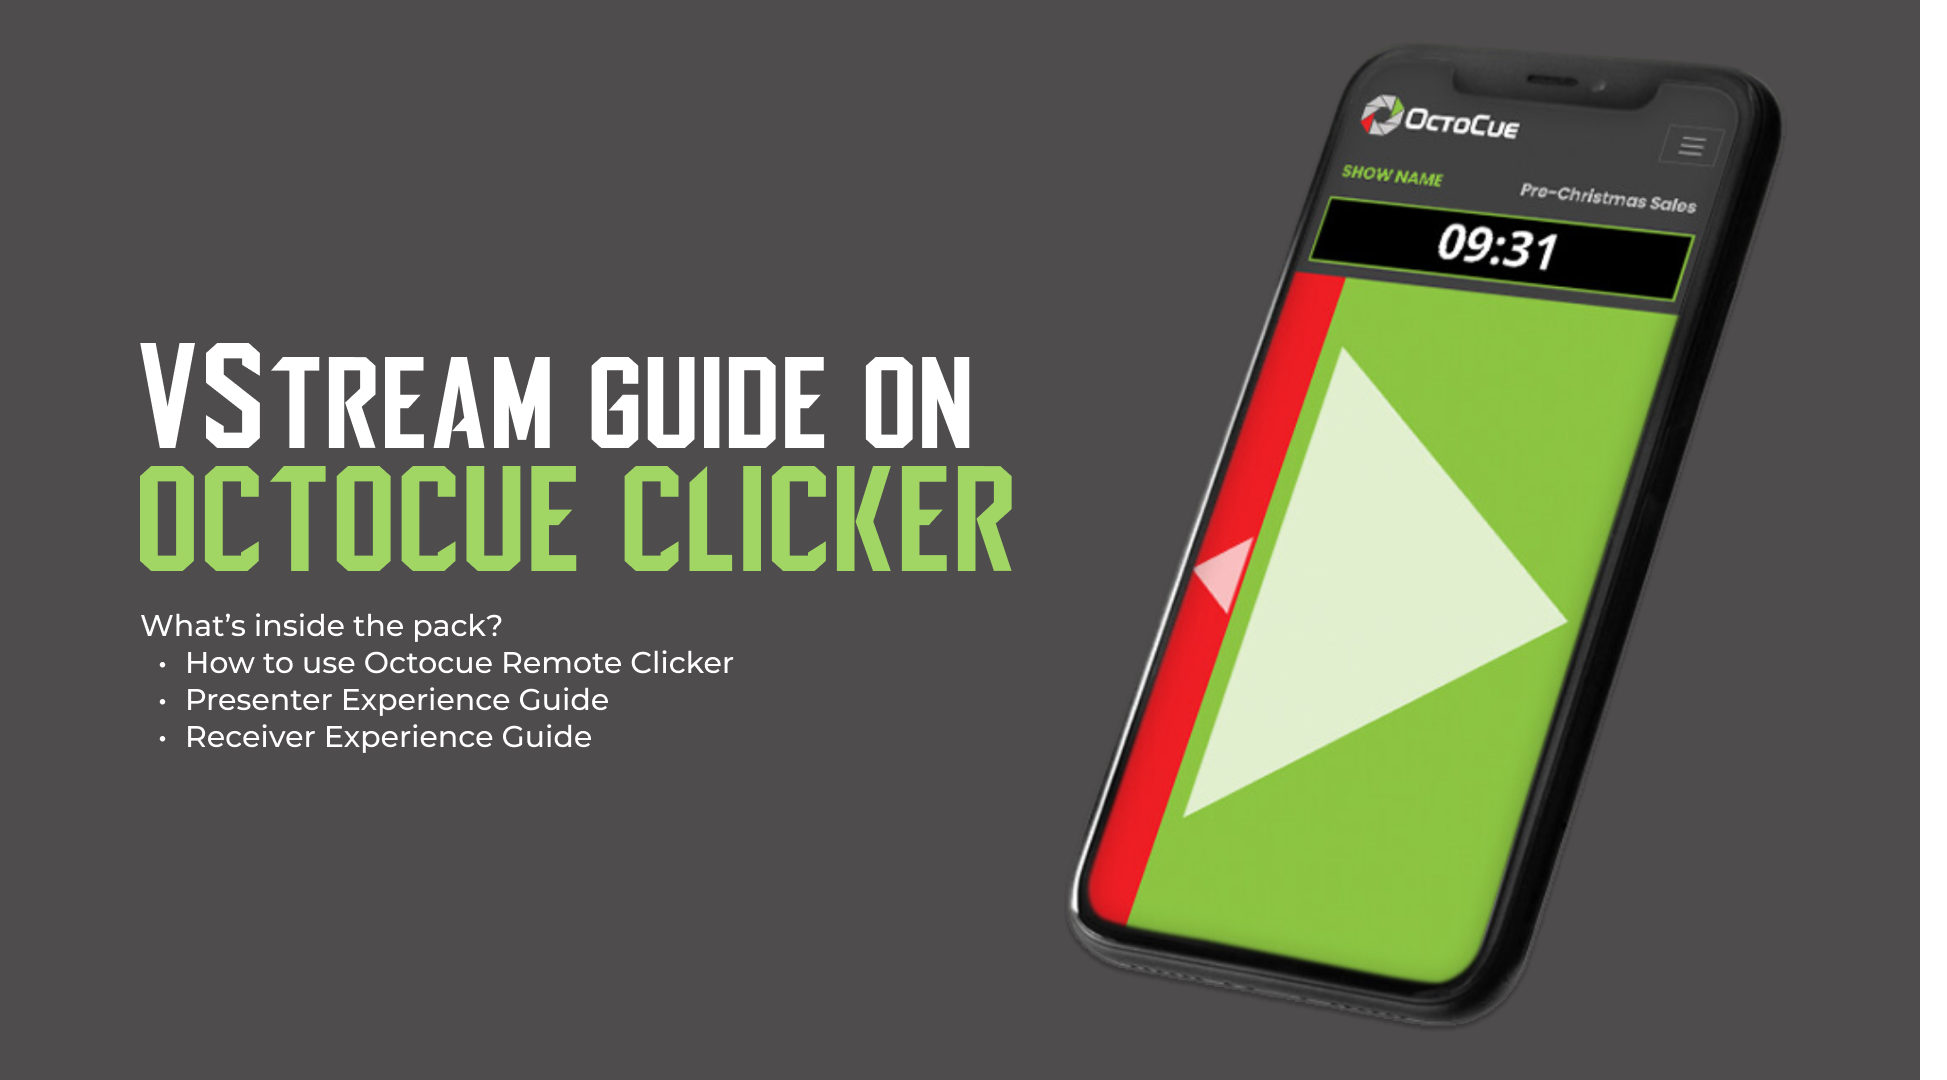 VStream guide on
Octocue Clicker
What's inside the pack?
• How to use Octocue Remote Clicker
• Presenter Experience Guide
• Receiver Experience Guide
OctoCue
SHOW NAME
Pre-Christmas Sales
09:31